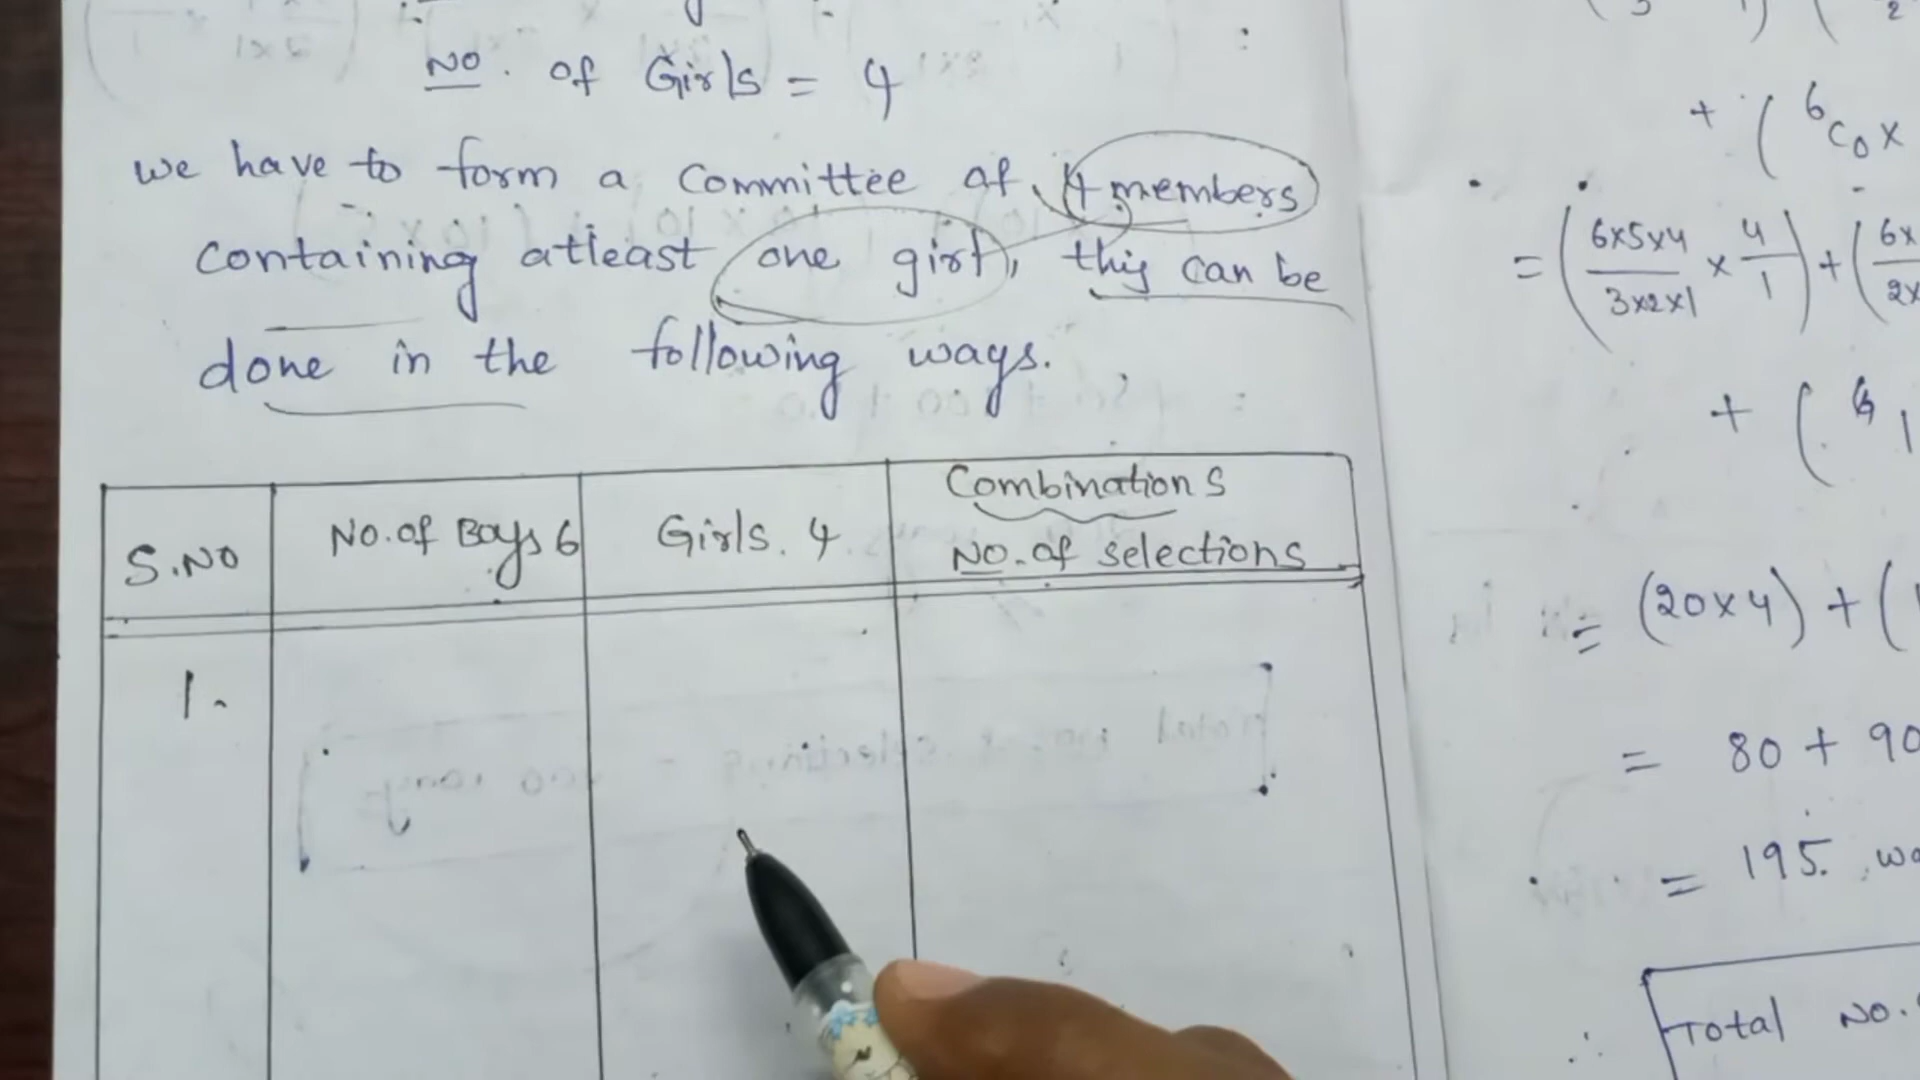 No. of Girls = 4
we have to form a committee of 4 members
containing atleast one girl, this can be
done in the following ways.
S.NO
No. of Boys 6
Girls. 4
Combinations
No. of selections
1.
+ ( 6C0 x
= ( 6x5x4 / 3x2x1 x 4 / 1 ) + ( 6x / 2x
+ (
= (20x4) + (
= 80 + 90
= 195.
∴ Total No.